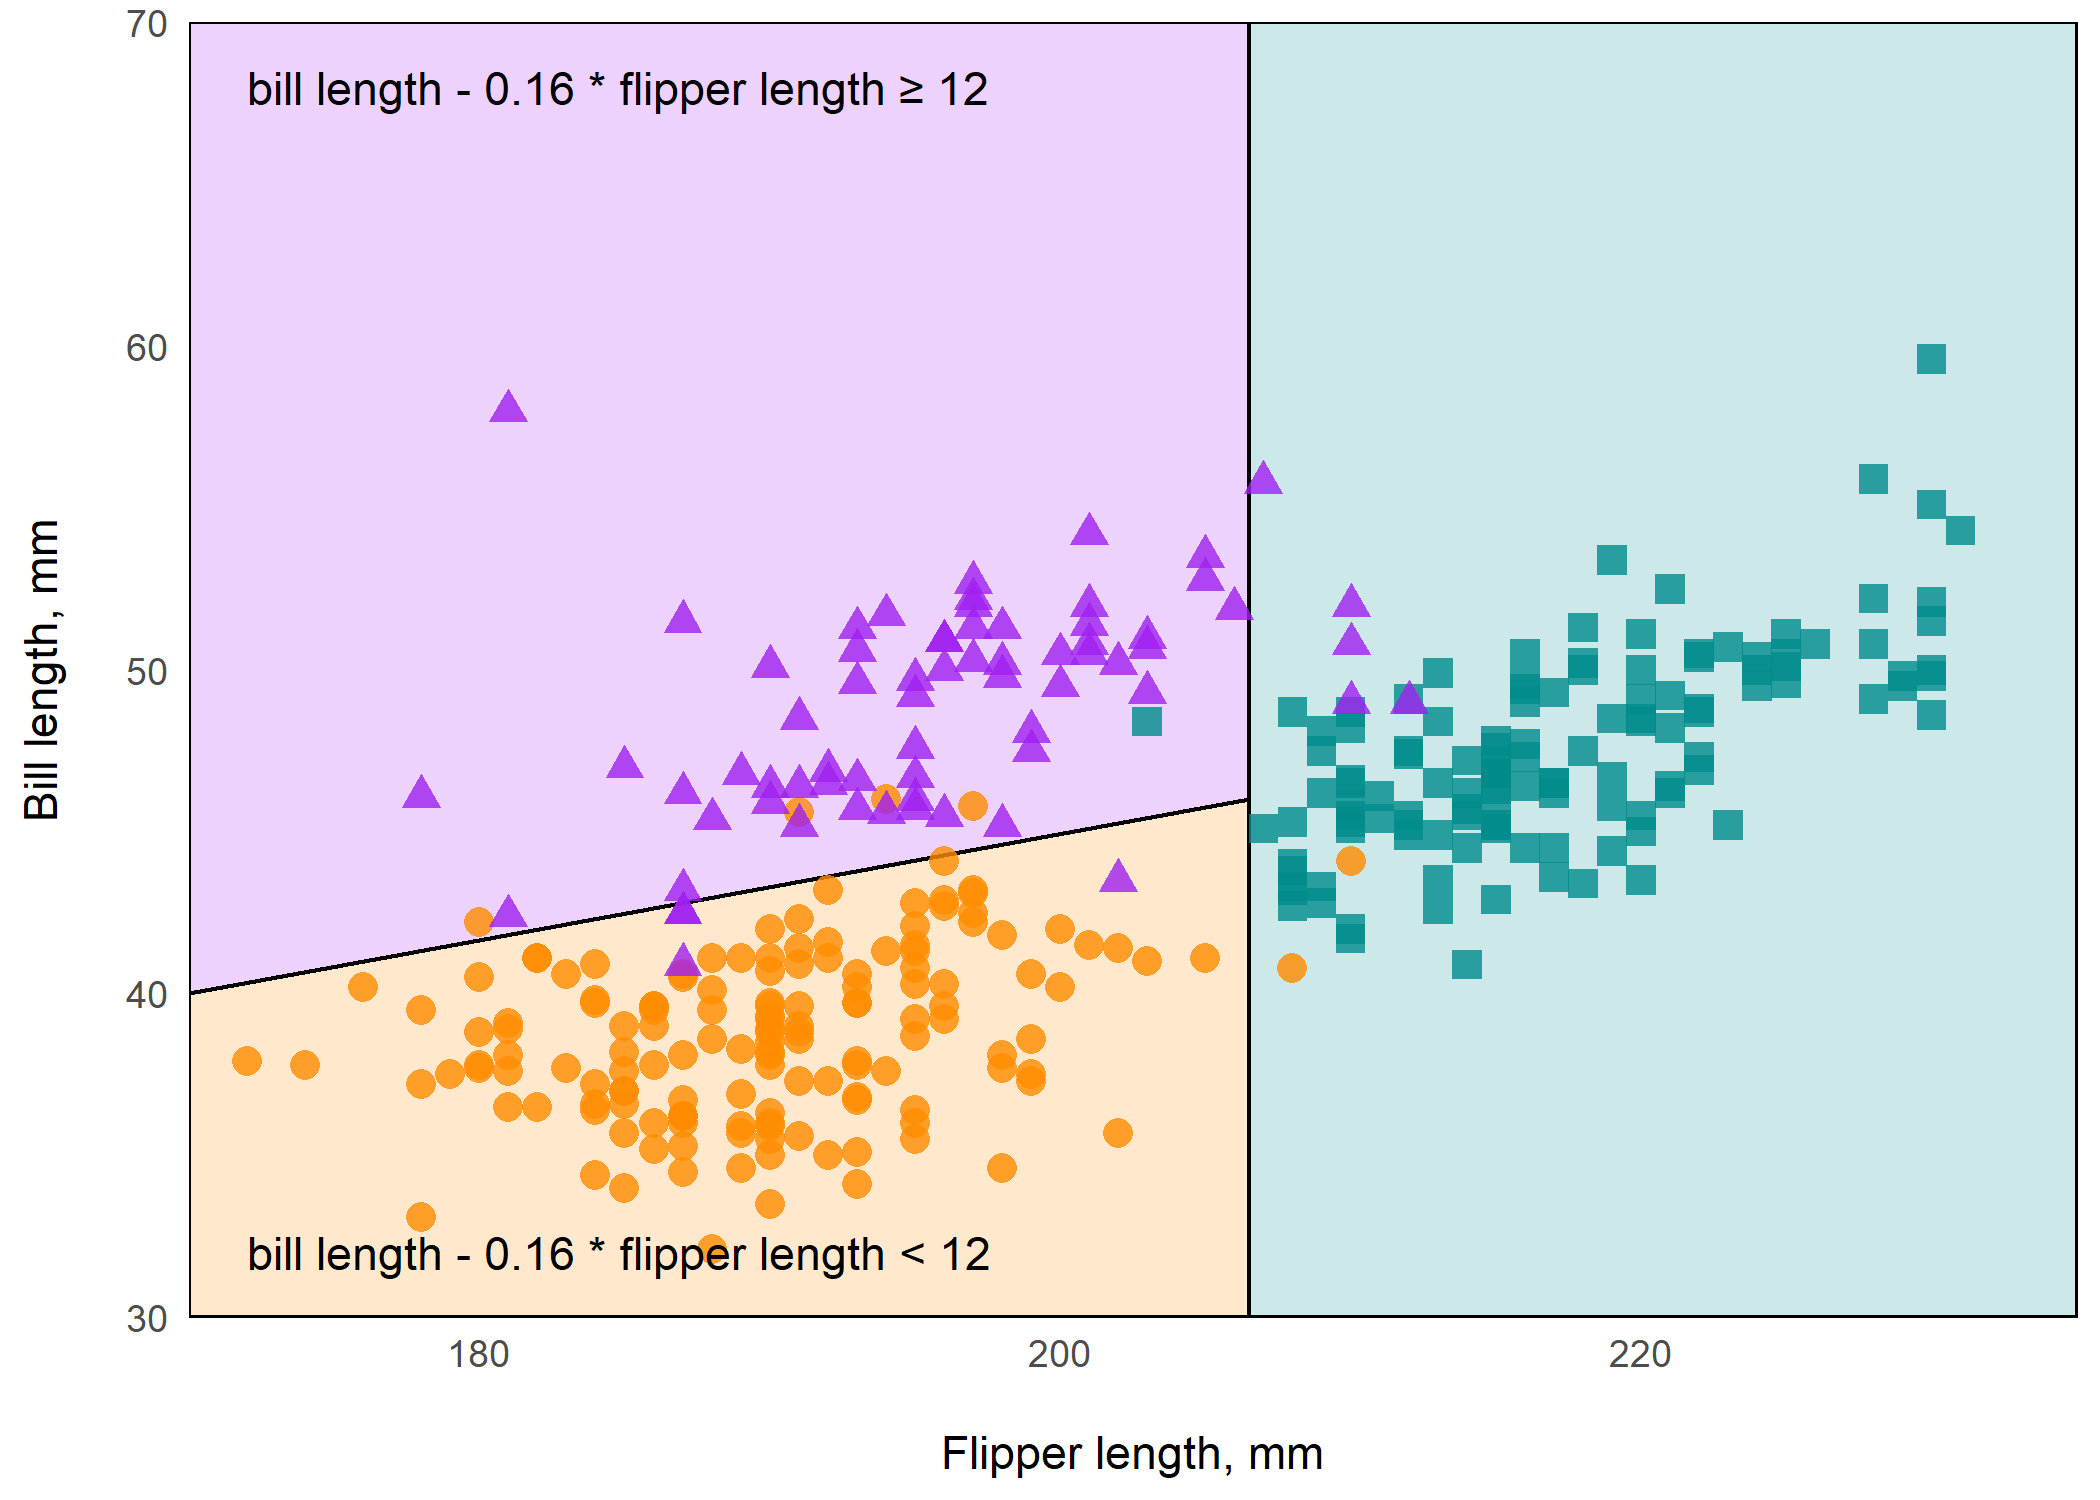 70
bill length - 0.16 * flipper length ≥ 12
60
50
Bill length, mm
40
bill length - 0.16 * flipper length < 12
30
180 200 220
Flipper length, mm